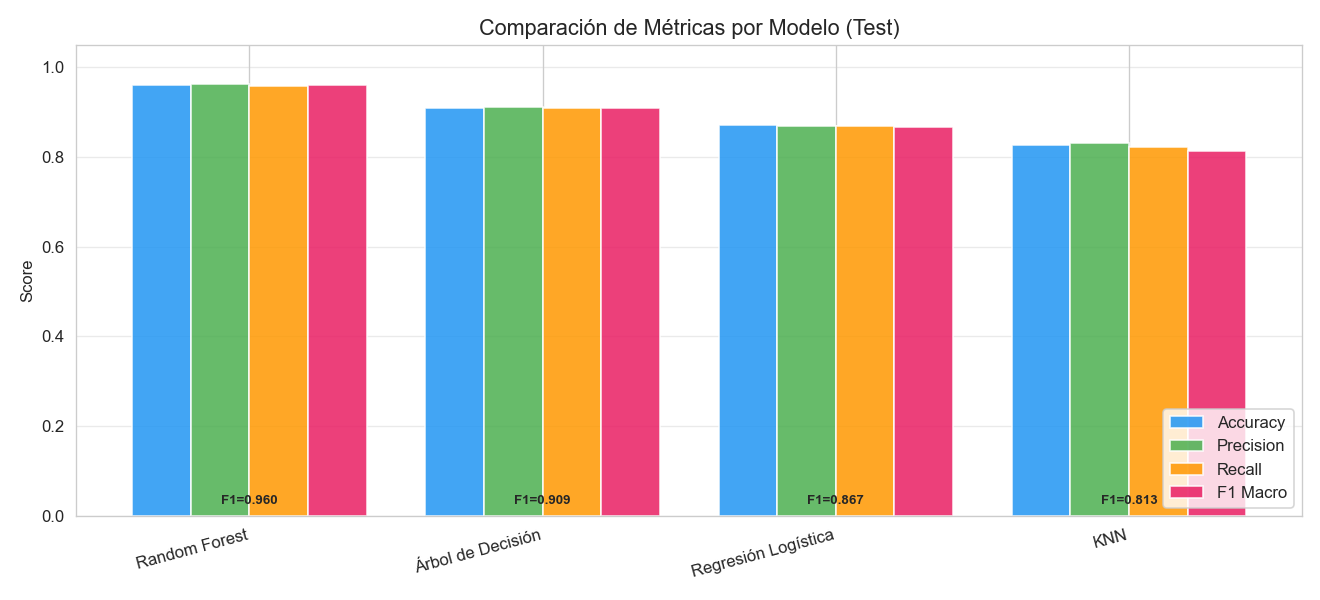 Comparación de Métricas por Modelo (Test)
Score
1.0
0.8
0.6
0.4
0.2
0.0
F1=0.960
F1=0.909
F1=0.867
F1=0.813
Accuracy
Precision
Recall
F1 Macro
Random Forest
Árbol de Decisión
Regresión Logística
KNN